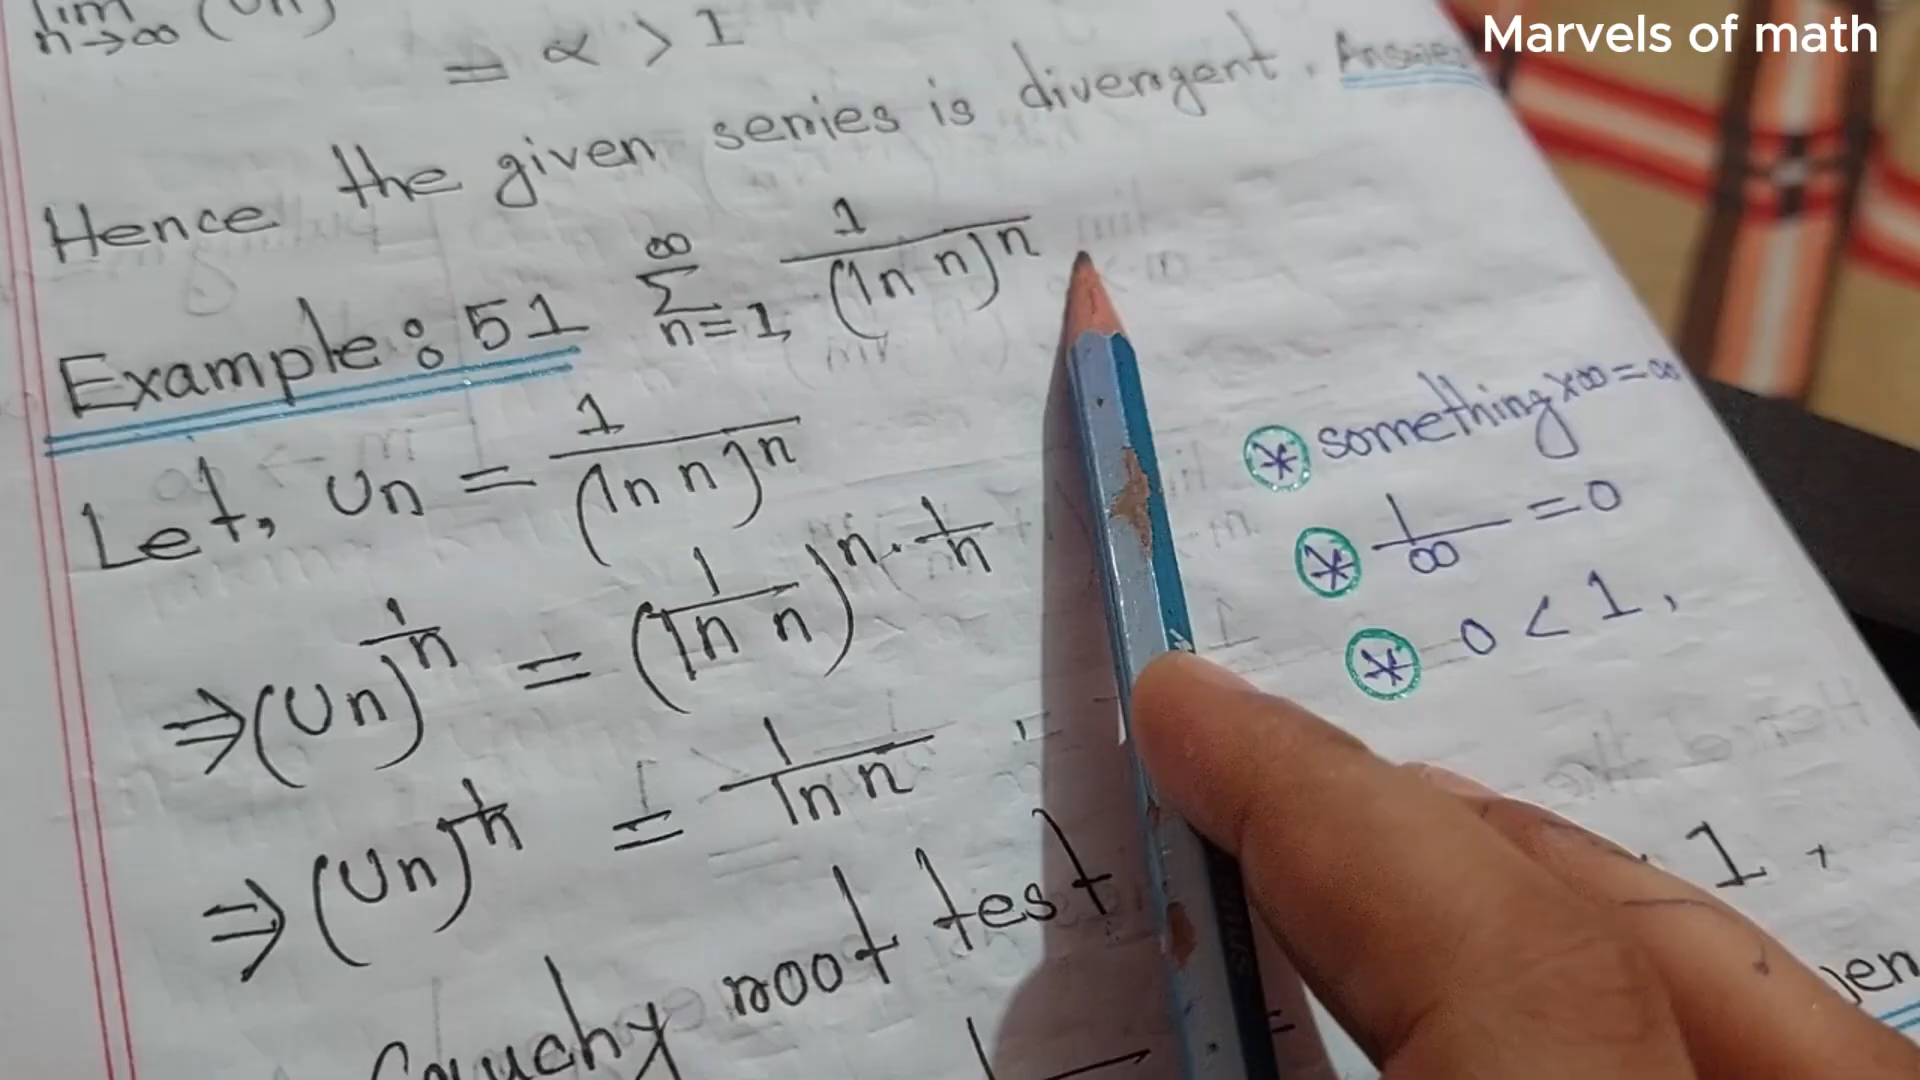 Marvels of math
lim n→∞ (Un)
= α > 1
Hence the given series is divergent. Answer
Example: 51 ∑_{n=1}^{∞} 1/(ln n)^n
Let, Un = 1/(ln n)^n
⇒(Un)^{1/n} = (1/ln n)^{n·1/n}
⇒(Un)^{1/n} = 1/ln n
Cauchy root test
* something×∞=∞
* 1/∞ = 0
* 0 < 1,
1,